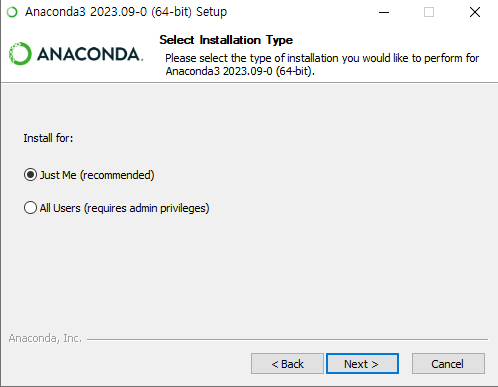 Anaconda3 2023.09-0 (64-bit) Setup
ANACONDA.
Select Installation Type
Please select the type of installation you would like to perform for
Anaconda3 2023.09-0 (64-bit).
Install for:
Just Me (recommended)
All Users (requires admin privileges)
Anaconda, Inc.
< Back
Next >
Cancel